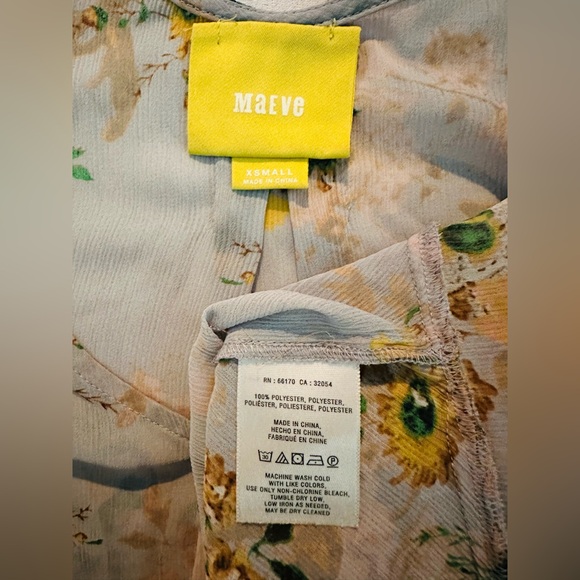 MaEve
XSMALL
MADE IN CHINA
RN : 66170 CA : 32054
100% POLYESTER, POLYESTER,
POLIÉSTER, POLIESTERE, POLYESTER
MADE IN CHINA,
HECHO EN CHINA,
FABRIQUÉ EN CHINE
30 P
MACHINE WASH COLD
WITH LIKE COLORS,
USE ONLY NON-CHLORINE BLEACH,
TUMBLE DRY LOW,
LOW IRON AS NEEDED,
MAY BE DRY CLEANED